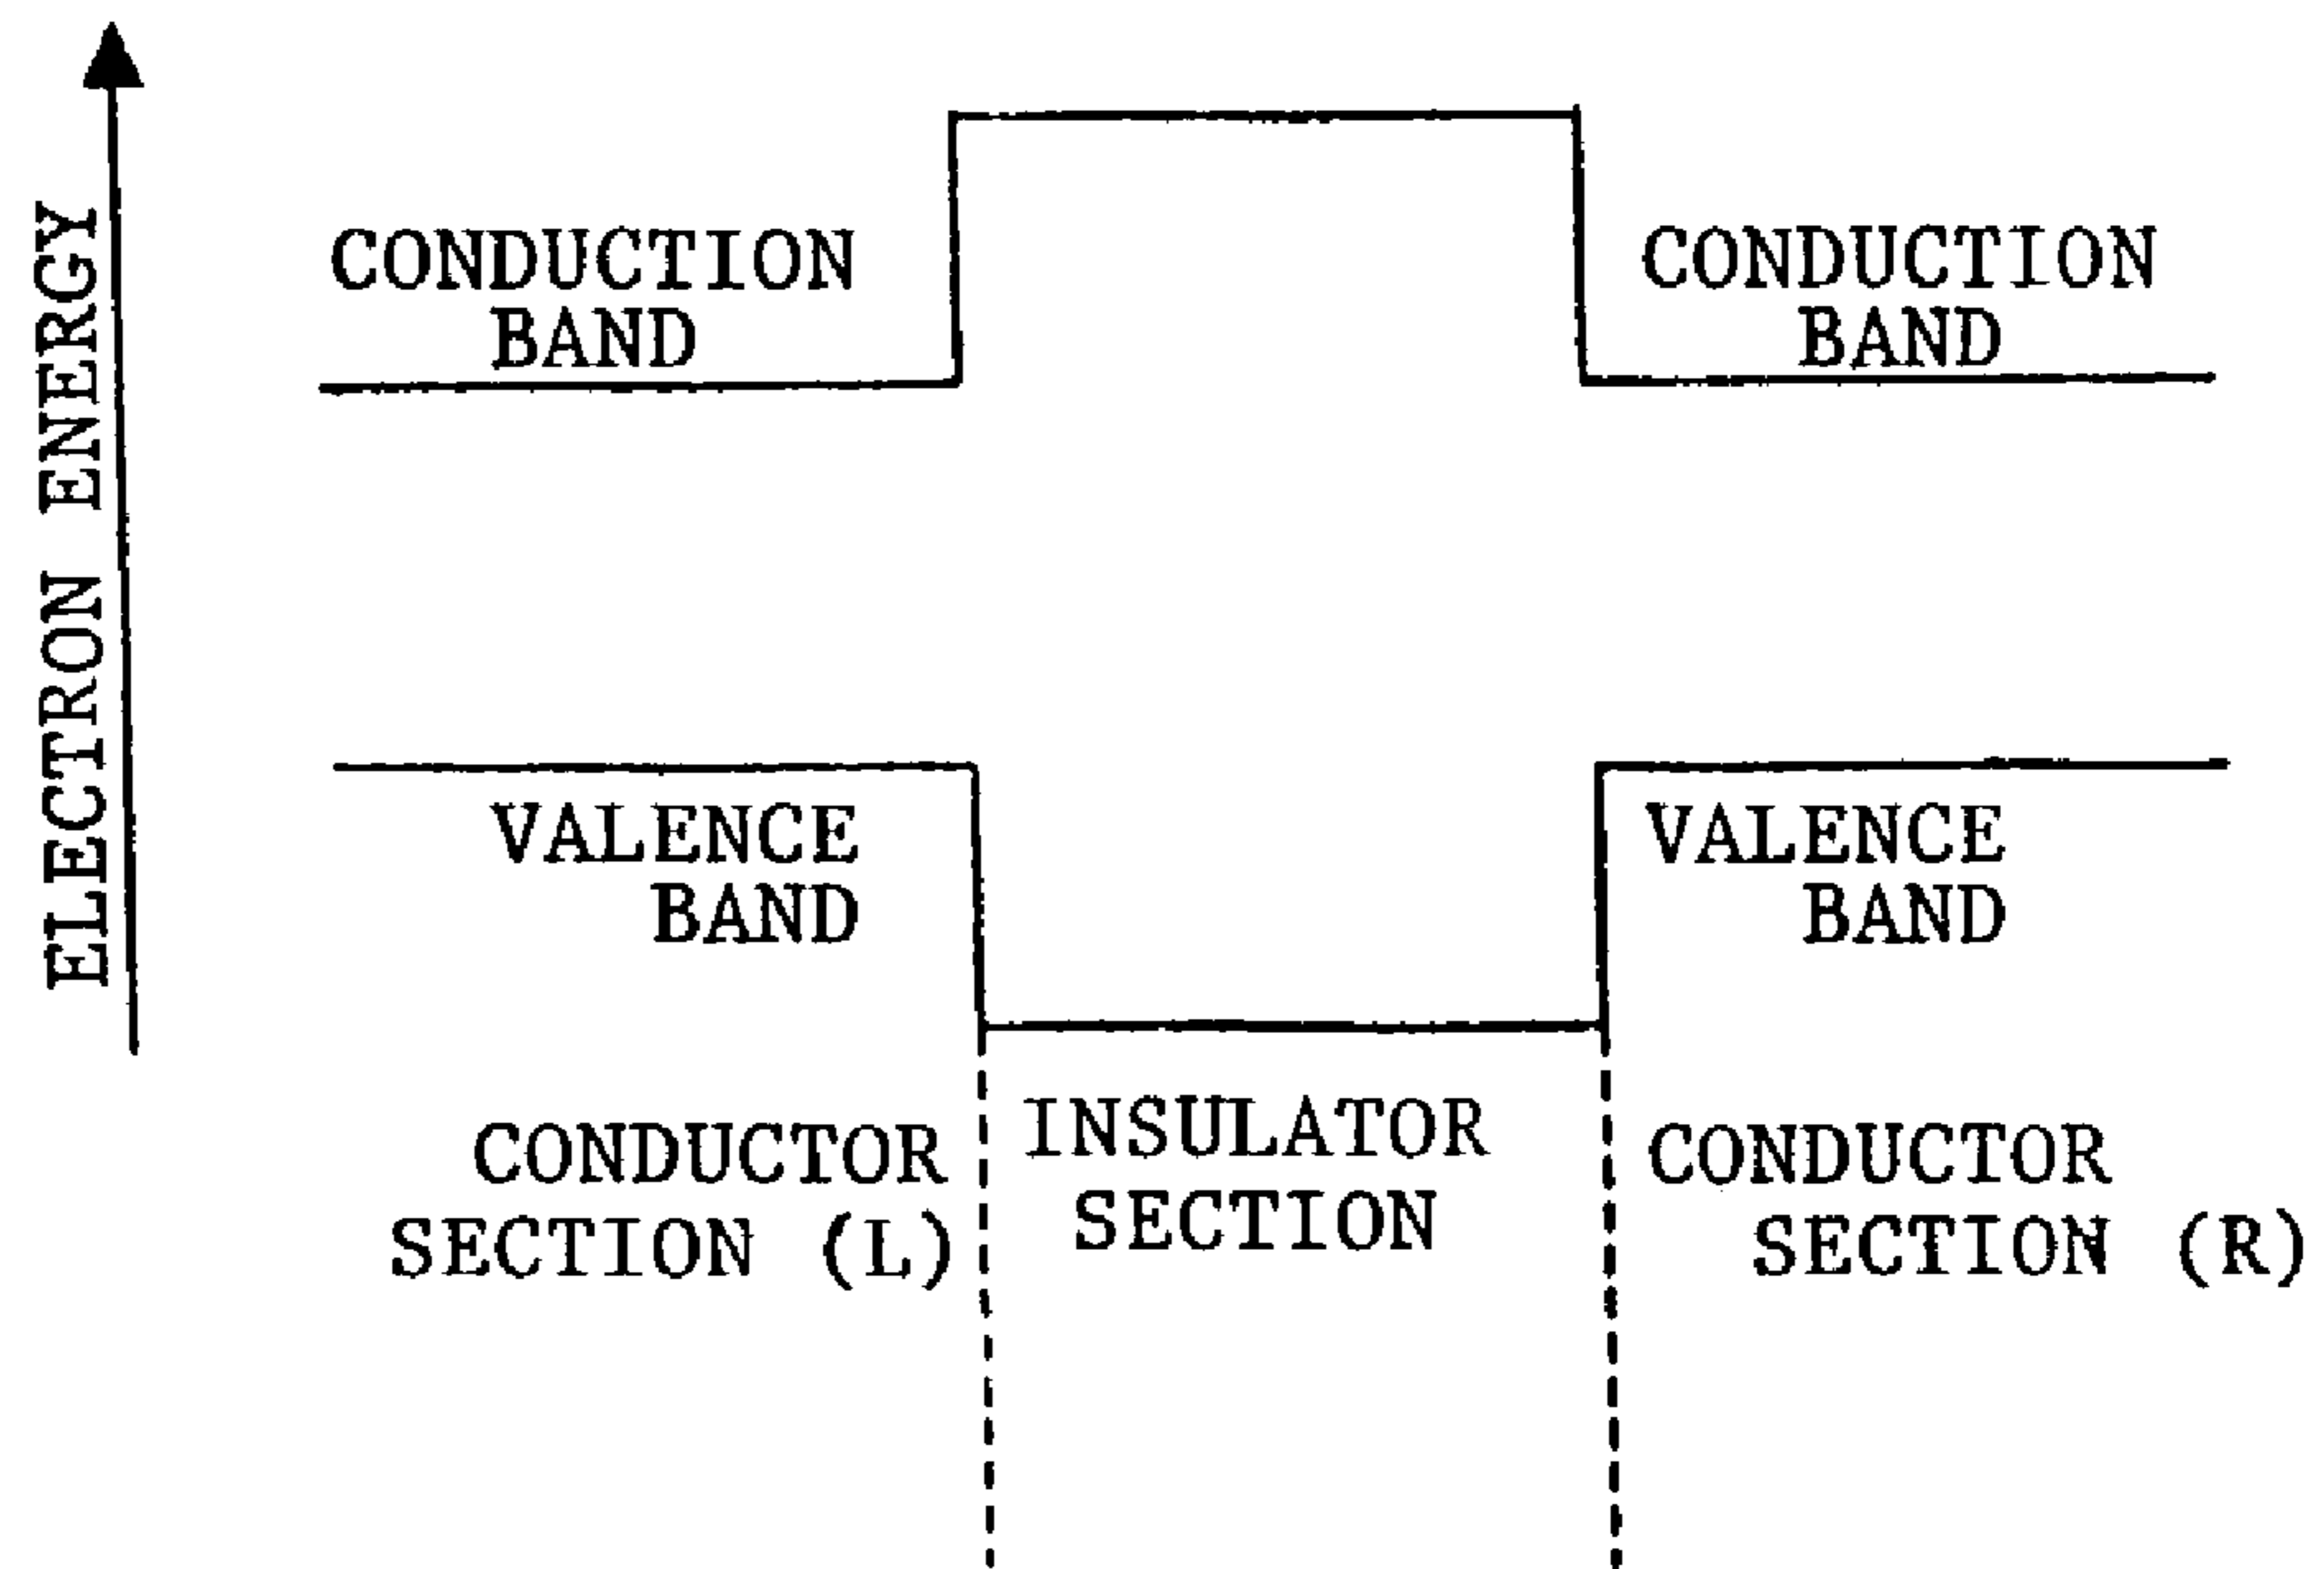 ELECTRON ENERGY
CONDUCTION
BAND
CONDUCTION
BAND
VALENCE
BAND
VALENCE
BAND
CONDUCTOR
SECTION (L)
INSULATOR
SECTION
CONDUCTOR
SECTION (R)